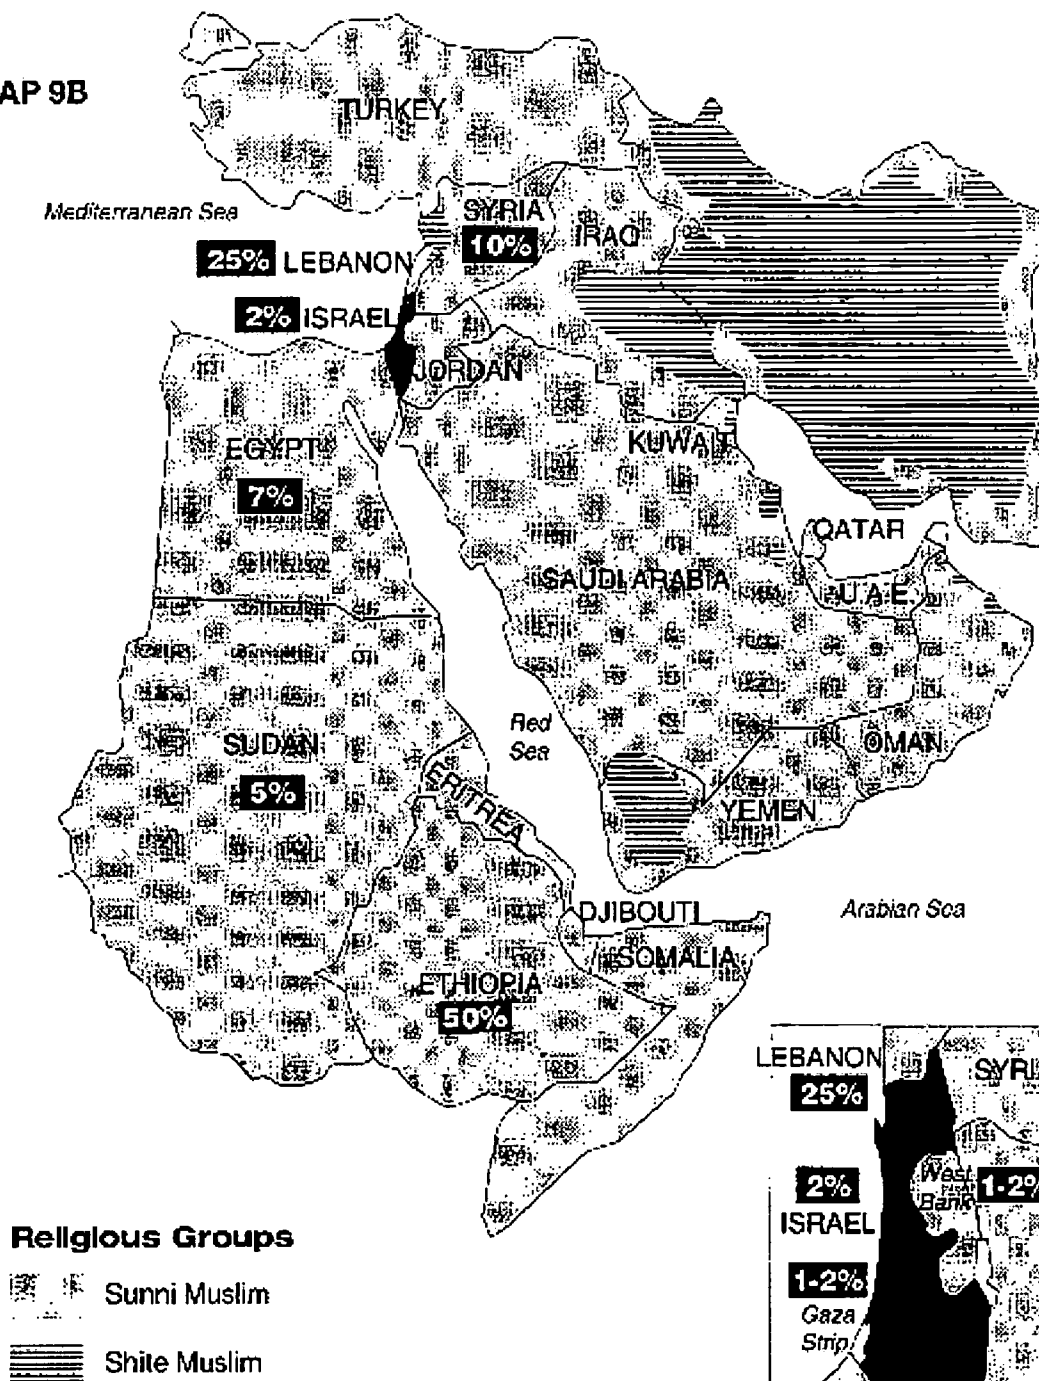 AP 9B
TURKEY
Mediterranean Sea
SYRIA
10%
IRAQ
25% LEBANON
2% ISRAEL
JORDAN
EGYPT
7%
KUWAIT
QATAR
SAUDI ARABIA
U.A.E.
Red
Sea
SUDAN
5%
OMAN
ERITREA
YEMEN
DJIBOUTI
Arabian Sea
SOMALIA
ETHIOPIA
50%
LEBANON
25%
SYRI
West
Bank
1-2%
2%
ISRAEL
1-2%
Gaza
Strip
Religious Groups
Sunni Muslim
Shite Muslim